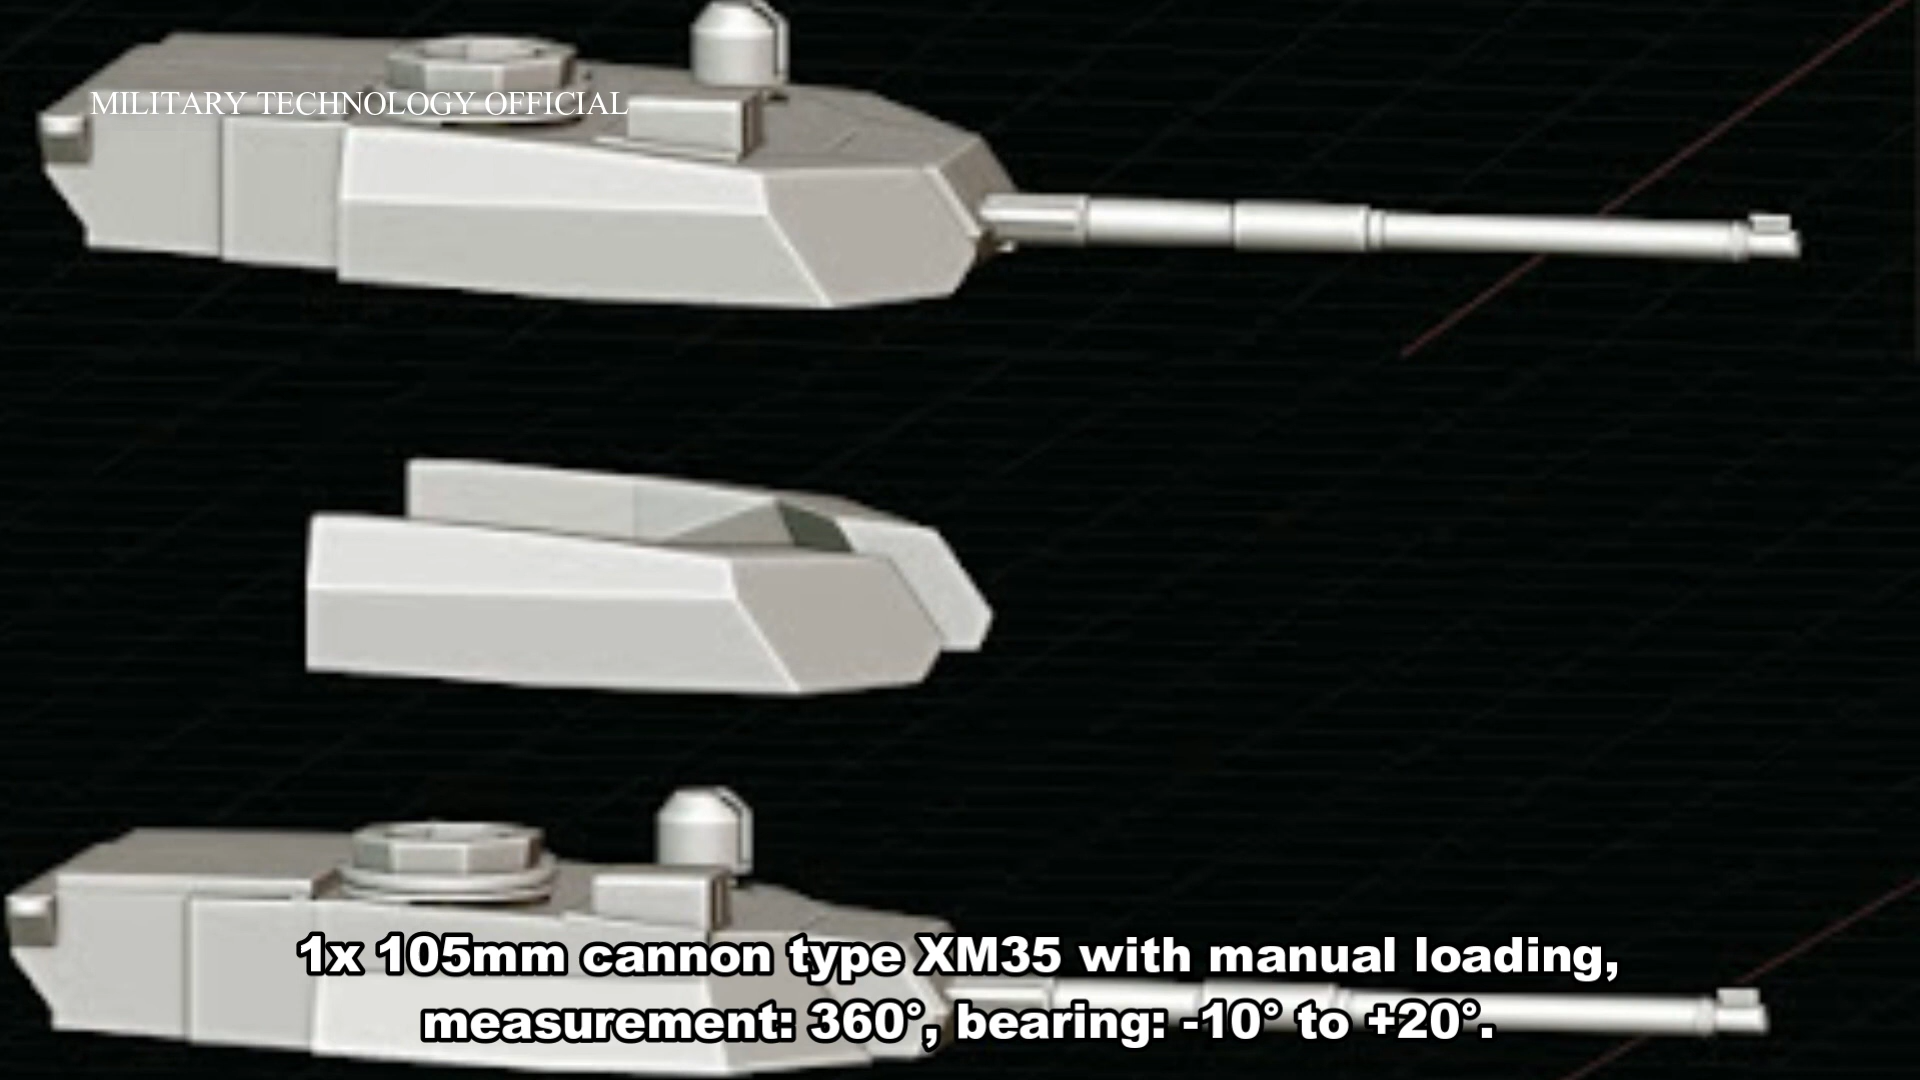 MILITARY TECHNOLOGY OFFICIAL
1x 105mm cannon type XM35 with manual loading,
measurement: 360°, bearing: -10° to +20°.